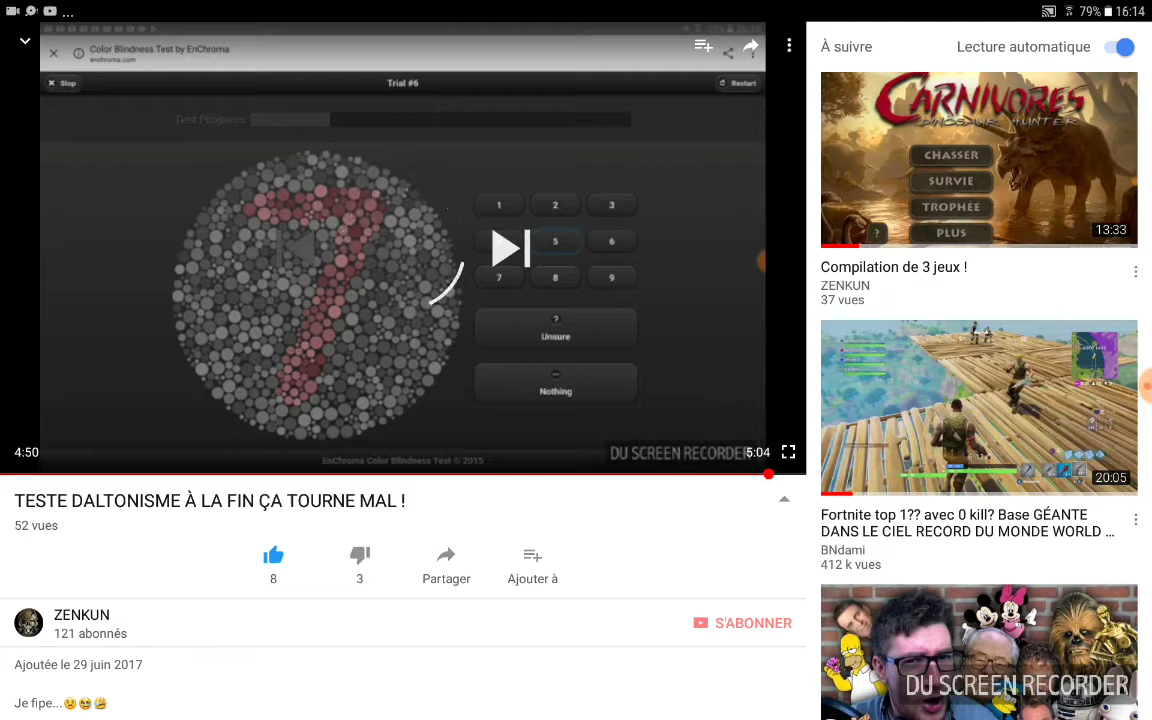 ...
79% 16:14
Color Blindness Test by EnChroma
enchroma.com
Stop
Trial #6
Restart
Test Progress
7
1 2 3
5 6
7 8 9
?
Unsure
Nothing
EnChroma Color Blindness Test © 2015
DU SCREEN RECORDER
4:50
5:04
TESTE DALTONISME À LA FIN ÇA TOURNE MAL !
52 vues
8
3
Partager
Ajouter à
ZENKUN
121 abonnés
S'ABONNER
Ajoutée le 29 juin 2017
Je fipe...😣😅🤣
À suivre
Lecture automatique
CARNIVORES
DINOSAUR HUNTER
CHASSER
SURVIE
TROPHÉE
PLUS
?
13:33
Compilation de 3 jeux !
ZENKUN
37 vues
20:05
Fortnite top 1?? avec 0 kill? Base GÉANTE
DANS LE CIEL RECORD DU MONDE WORLD ...
BNdami
412 k vues
DU SCREEN RECORDER